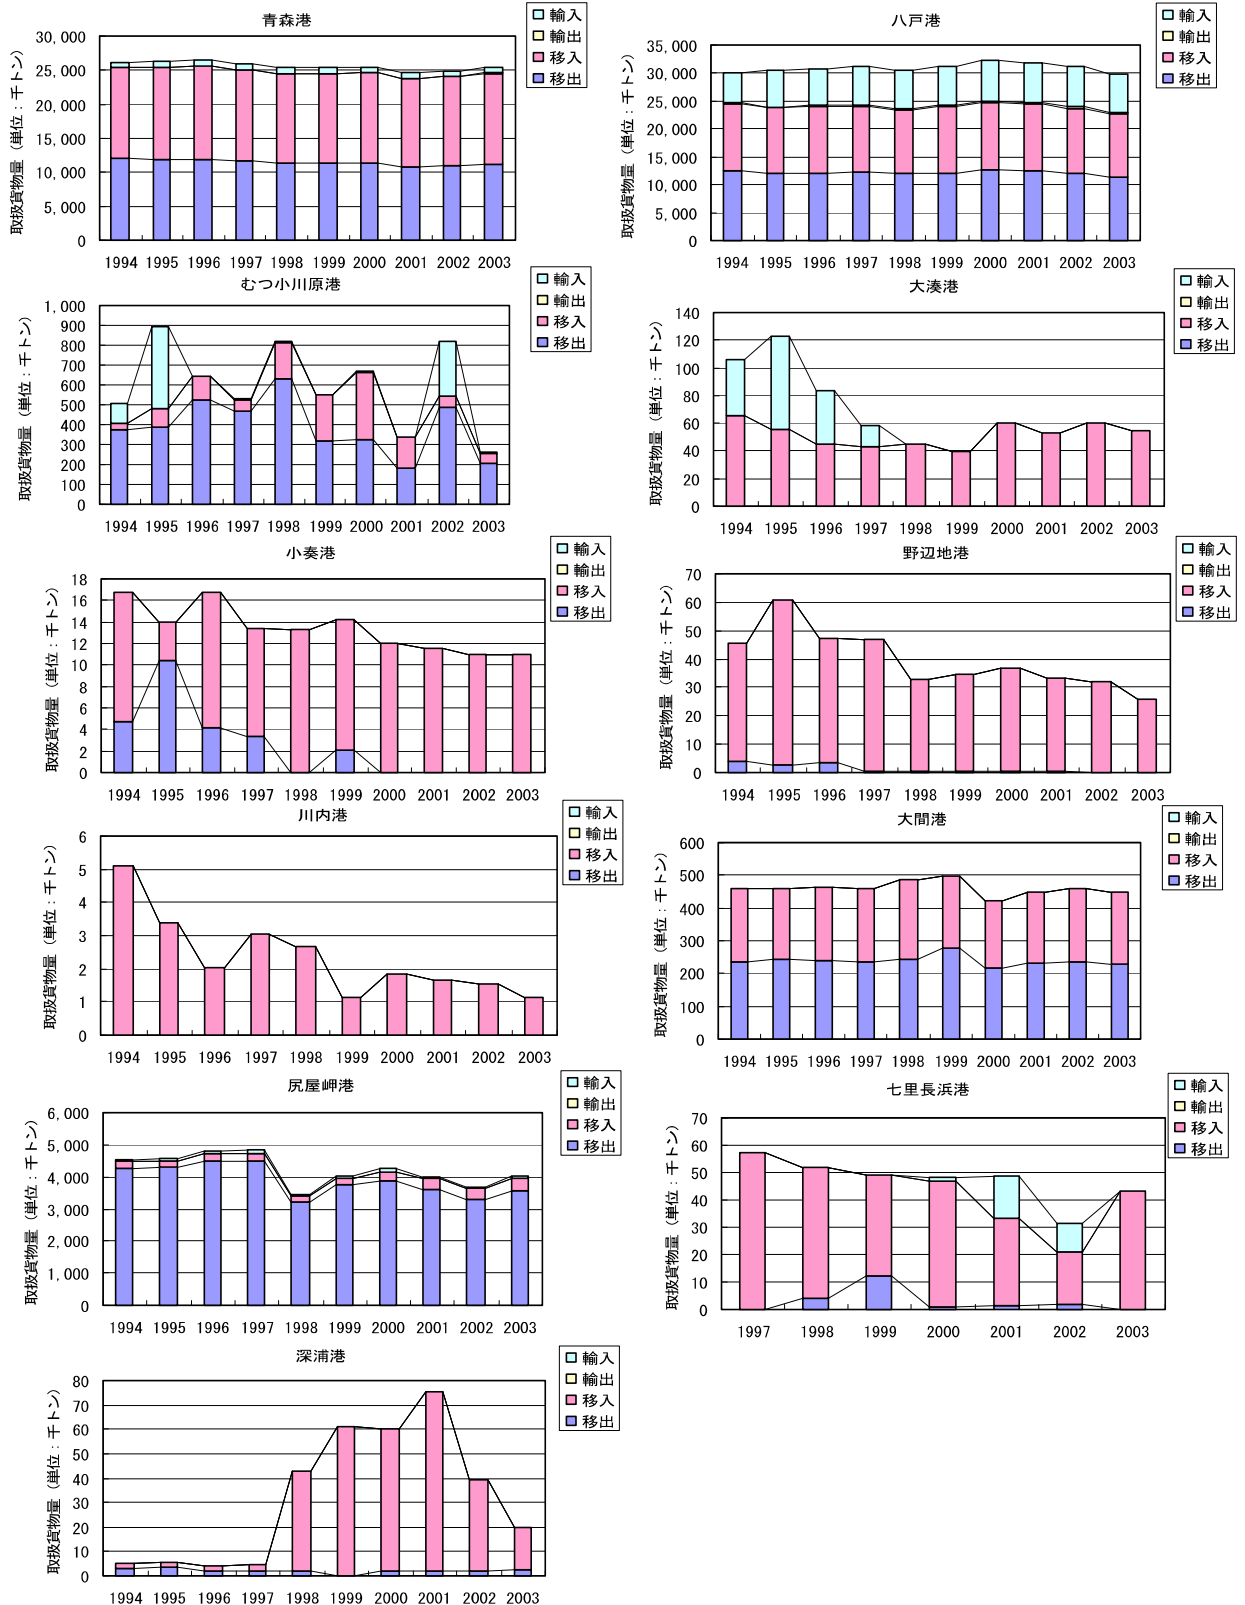 青森港
輸入
輸出
移入
移出
取扱貨物量（単位：千トン）
30,000
25,000
20,000
15,000
10,000
5,000
0
1994 1995 1996 1997 1998 1999 2000 2001 2002 2003
八戸港
輸入
輸出
移入
移出
取扱貨物量（単位：千トン）
35,000
30,000
25,000
20,000
15,000
10,000
5,000
0
1994 1995 1996 1997 1998 1999 2000 2001 2002 2003
むつ小川原港
輸入
輸出
移入
移出
取扱貨物量（単位：千トン）
1,000
900
800
700
600
500
400
300
200
100
0
1994 1995 1996 1997 1998 1999 2000 2001 2002 2003
大湊港
輸入
輸出
移入
移出
取扱貨物量（単位：千トン）
140
120
100
80
60
40
20
0
1994 1995 1996 1997 1998 1999 2000 2001 2002 2003
小奏港
輸入
輸出
移入
移出
取扱貨物量（単位：千トン）
18
16
14
12
10
8
6
4
2
0
1994 1995 1996 1997 1998 1999 2000 2001 2002 2003
野辺地港
輸入
輸出
移入
移出
取扱貨物量（単位：千トン）
70
60
50
40
30
20
10
0
1994 1995 1996 1997 1998 1999 2000 2001 2002 2003
川内港
輸入
輸出
移入
移出
取扱貨物量（単位：千トン）
6
5
4
3
2
1
0
1994 1995 1996 1997 1998 1999 2000 2001 2002 2003
大間港
輸入
輸出
移入
移出
取扱貨物量（単位：千トン）
600
500
400
300
200
100
0
1994 1995 1996 1997 1998 1999 2000 2001 2002 2003
尻屋岬港
輸入
輸出
移入
移出
取扱貨物量（単位：千トン）
6,000
5,000
4,000
3,000
2,000
1,000
0
1994 1995 1996 1997 1998 1999 2000 2001 2002 2003
七里長浜港
輸入
輸出
移入
移出
取扱貨物量（単位：千トン）
70
60
50
40
30
20
10
0
1997 1998 1999 2000 2001 2002 2003
深浦港
輸入
輸出
移入
移出
取扱貨物量（単位：千トン）
80
70
60
50
40
30
20
10
0
1994 1995 1996 1997 1998 1999 2000 2001 2002 2003